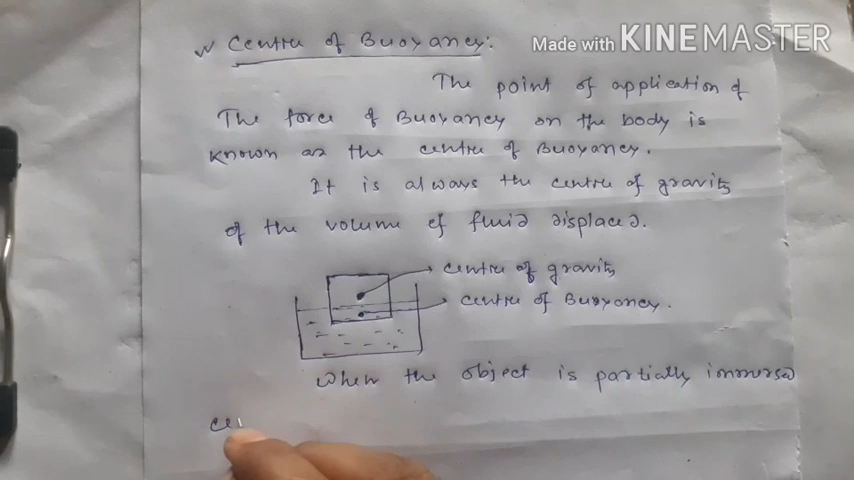 Made with KINEMASTER
✓ Centre of Buoyancy:
The point of application of
The force of Buoyancy on the body is
known as the centre of Buoyancy.
It is always the centre of gravity
of the volume of fluid displaced.
centre of gravity
centre of Buoyancy.
when the object is partially immersed
ce